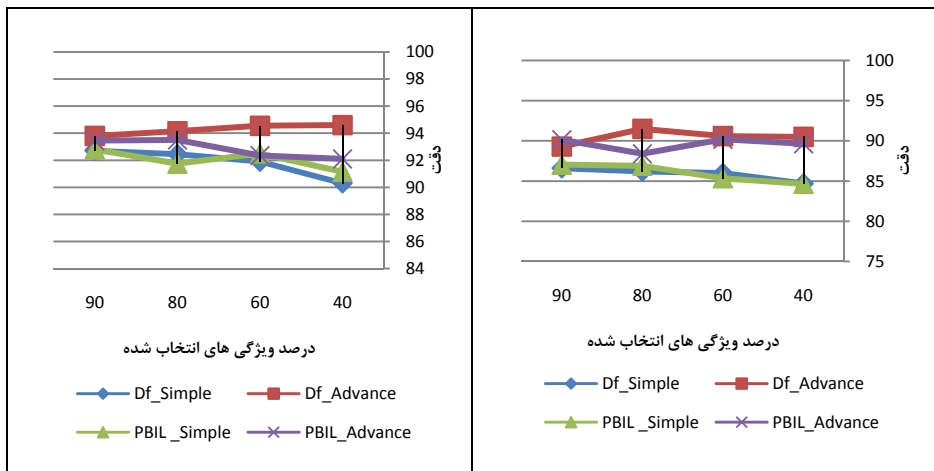 100
98
96
94
92
90
88
86
84
دقت
90 80 60 40
درصد ویژگی های انتخاب شده
Df_Simple Df_Advance
PBIL _Simple PBIL_Advance
100
95
90
85
80
75
دقت
90 80 60 40
درصد ویژگی های انتخاب شده
Df_Simple Df_Advance
PBIL _Simple PBIL_Advance